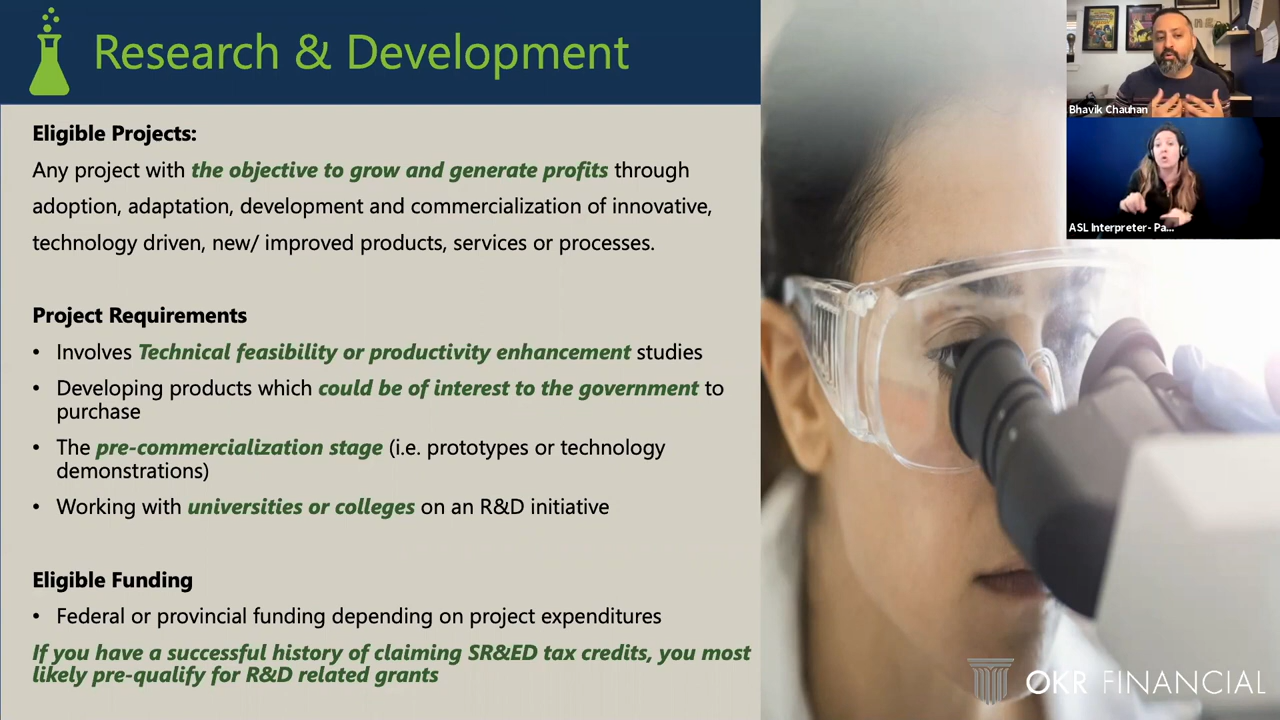 Research & Development
Eligible Projects:
Any project with the objective to grow and generate profits through
adoption, adaptation, development and commercialization of innovative,
technology driven, new/ improved products, services or processes.
Project Requirements
• Involves Technical feasibility or productivity enhancement studies
• Developing products which could be of interest to the government to
purchase
• The pre-commercialization stage (i.e. prototypes or technology
demonstrations)
• Working with universities or colleges on an R&D initiative
Eligible Funding
• Federal or provincial funding depending on project expenditures
If you have a successful history of claiming SR&ED tax credits, you most
likely pre-qualify for R&D related grants
Bhavik Chauhan
ASL Interpreter- Pa...
OKR FINANCIAL